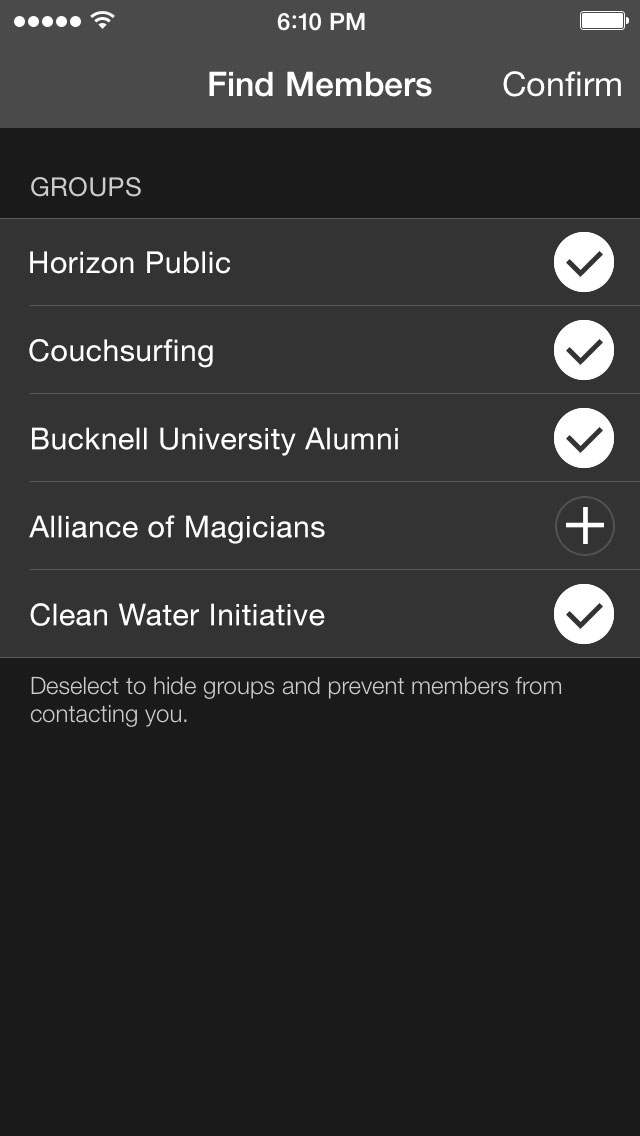 6:10 PM
Find Members
Confirm
GROUPS
Horizon Public
Couchsurfing
Bucknell University Alumni
Alliance of Magicians
Clean Water Initiative
Deselect to hide groups and prevent members from
contacting you.